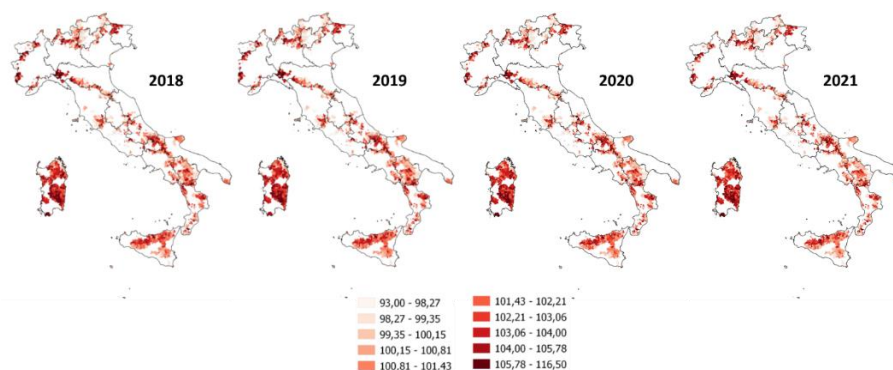 2018
2019
2020
2021
93,00 - 98,27
98,27 - 99,35
99,35 - 100,15
100,15 - 100,81
100,81 - 101,43
101,43 - 102,21
102,21 - 103,06
103,06 - 104,00
104,00 - 105,78
105,78 - 116,50